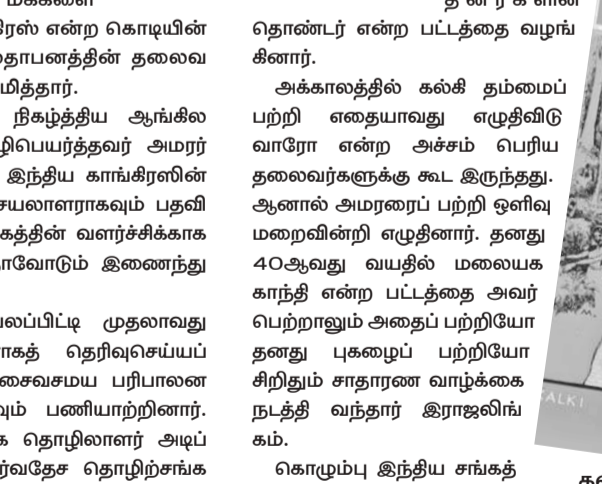 ரஸ் என்ற கொடியின்
தாபனத்தின் தலைவ
மித்தார்.
நிகழ்த்திய ஆங்கில
பெயர்த்தவர் அமரர்
இந்திய காங்கிரஸின்
சயலாளராகவும் பதவி
கத்தின் வளர்ச்சிக்காக
வோடும் இணைந்து
லப்பிட்டி முதலாவது
ாகத் தெரிவுசெய்யப்
சைவசமய பரிபாலன
வும் பணியாற்றினார்.
க தொழிலாளர் அடிப்
ர்வதேச தொழிற்சங்க
தொண்டர் என்ற பட்டத்தை வழங்
கினார்.
அக்காலத்தில் கல்கி தம்மைப்
பற்றி எதையாவது எழுதிவிடு
வாரோ என்ற அச்சம் பெரிய
தலைவர்களுக்கு கூட இருந்தது.
ஆனால் அமரரைப் பற்றி ஒளிவு
மறைவின்றி எழுதினார். தனது
40ஆவது வயதில் மலையக
காந்தி என்ற பட்டத்தை அவர்
பெற்றாலும் அதைப் பற்றியோ
தனது புகழைப் பற்றியோ
சிறிதும் சாதாரண வாழ்க்கை
நடத்தி வந்தார் இராஜலிங்
கம்.
கொழும்பு இந்திய சங்கத்
ALKI